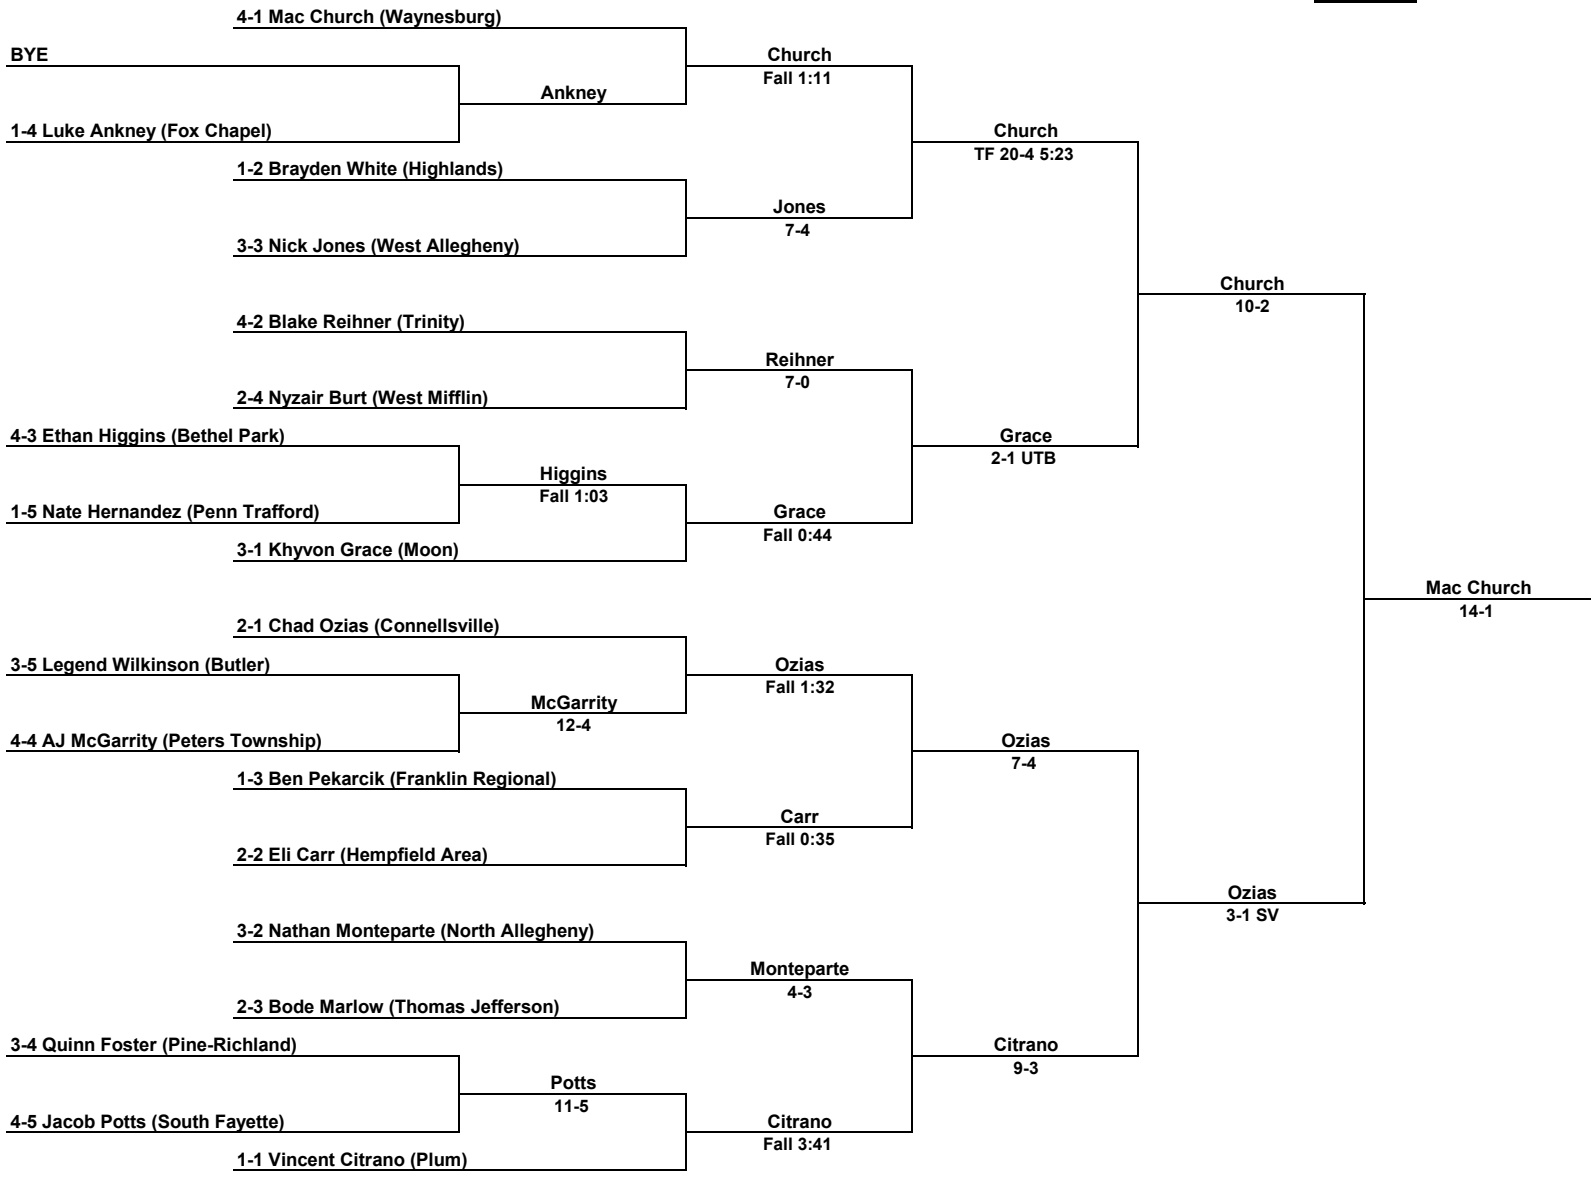 4-1 Mac Church (Waynesburg)
BYE
Church
Fall 1:11
Ankney
1-4 Luke Ankney (Fox Chapel)
Church
TF 20-4 5:23
1-2 Brayden White (Highlands)
Jones
7-4
3-3 Nick Jones (West Allegheny)
Church
10-2
4-2 Blake Reihner (Trinity)
Reihner
7-0
2-4 Nyzair Burt (West Mifflin)
4-3 Ethan Higgins (Bethel Park)
Grace
2-1 UTB
Higgins
Fall 1:03
1-5 Nate Hernandez (Penn Trafford)
Grace
Fall 0:44
3-1 Khyvon Grace (Moon)
Mac Church
14-1
2-1 Chad Ozias (Connellsville)
3-5 Legend Wilkinson (Butler)
Ozias
Fall 1:32
McGarrity
12-4
4-4 AJ McGarrity (Peters Township)
Ozias
7-4
1-3 Ben Pekarcik (Franklin Regional)
Carr
Fall 0:35
2-2 Eli Carr (Hempfield Area)
Ozias
3-1 SV
3-2 Nathan Monteparte (North Allegheny)
Monteparte
4-3
2-3 Bode Marlow (Thomas Jefferson)
3-4 Quinn Foster (Pine-Richland)
Citrano
9-3
Potts
11-5
4-5 Jacob Potts (South Fayette)
Citrano
Fall 3:41
1-1 Vincent Citrano (Plum)